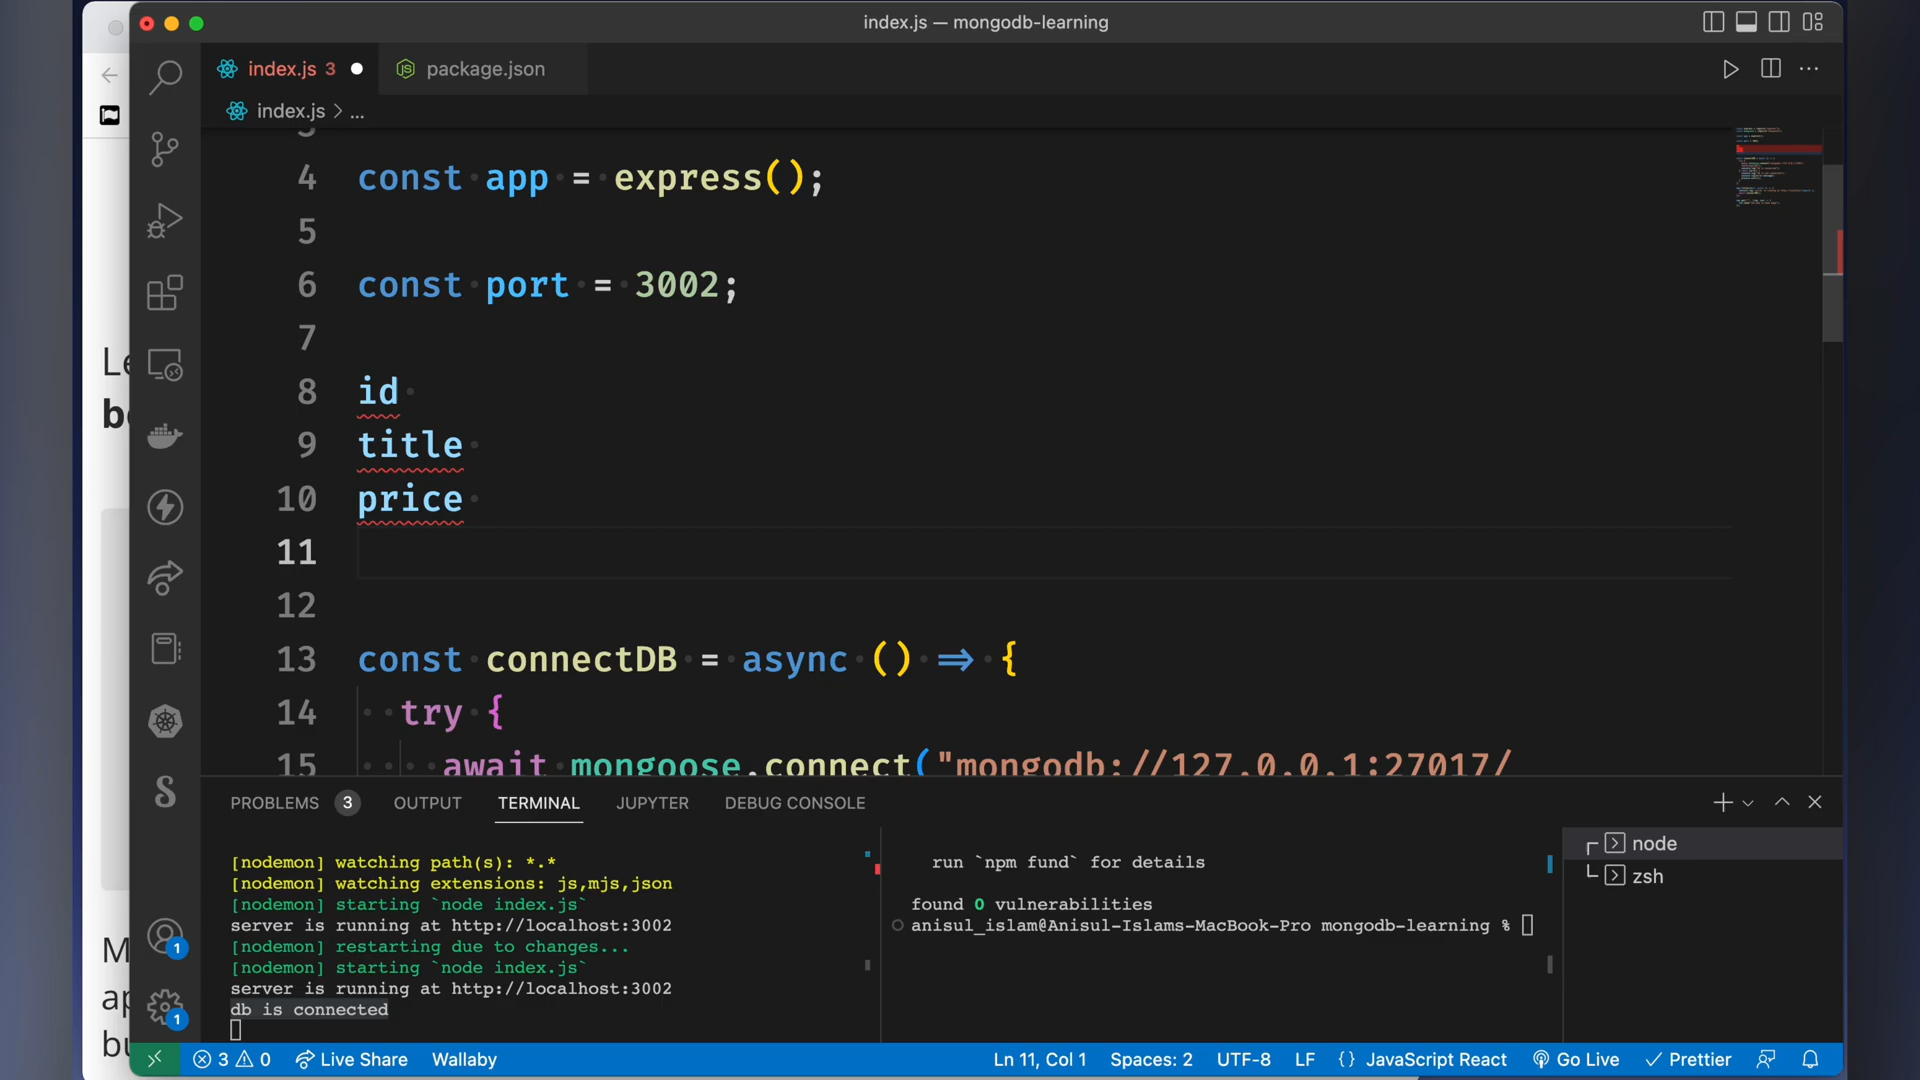 index.js — mongodb-learning
index.js 3
package.json
index.js > ...
4 const app = express();
5
6 const port = 3002;
7
8 id
9 title
10 price
11
12
13 const connectDB = async () => {
14 try {
15 await mongoose.connect("mongodb://127.0.0.1:27017/
PROBLEMS 3 OUTPUT TERMINAL JUPYTER DEBUG CONSOLE
[nodemon] watching path(s): *.*
[nodemon] watching extensions: js,mjs,json
[nodemon] starting `node index.js`
server is running at http://localhost:3002
[nodemon] restarting due to changes...
[nodemon] starting `node index.js`
server is running at http://localhost:3002
db is connected
run `npm fund` for details
found 0 vulnerabilities
anisul_islam@Anisul-Islams-MacBook-Pro mongodb-learning %
node
zsh
1
1
3 0 Live Share Wallaby Ln 11, Col 1 Spaces: 2 UTF-8 LF {} JavaScript React Go Live Prettier